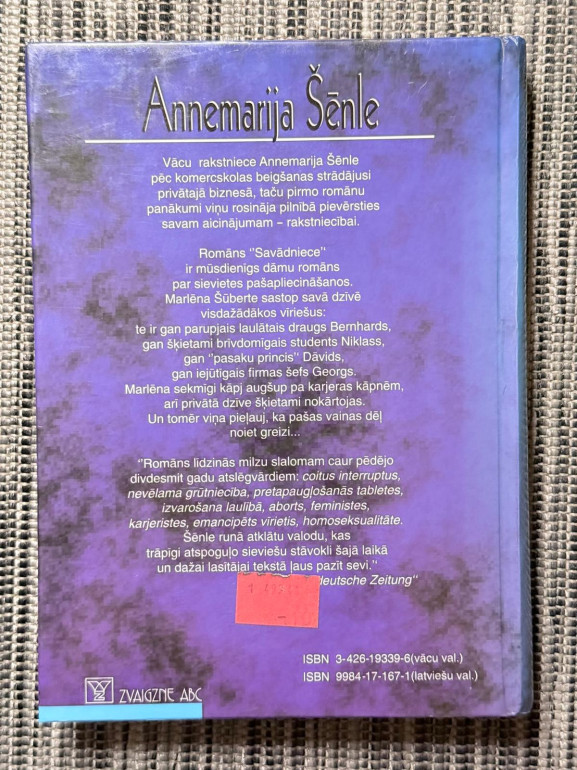 Annemarija Šēnle
Vācu rakstniece Annemarija Šēnle
pēc komercskolas beigšanas strādājusi
privātajā biznesā, taču pirmo romānu
panākumi viņu rosināja pilnībā pievērsties
savam aicinājumam – rakstniecībai.
Romāns "Savādniece"
ir mūsdienīgs dāmu romāns
par sievietes pašapliecināšanos.
Marlēna Šūberte sastop savā dzīvē
visdažādākos vīriešus:
te ir gan parupjais laulātais draugs Bernhards,
gan šķietami brīvdomīgais students Niklass,
gan "pasaku princis" Dāvids,
gan iejūtīgais firmas šefs Georgs.
Marlēna sekmīgi kāpj augšup pa karjeras kāpnēm,
arī privātā dzīve šķietami nokārtojas.
Un tomēr viņa pieļauj, ka pašas vainas dēļ
noiet greizi...
"Romāns līdzinās milzu slalomam caur pēdējo
divdesmit gadu atslēgvārdiem: coitus interruptus,
nevēlama grūtniecība, pretapaugļošanās tabletes,
izvarošana laulībā, aborts, feministes,
karjeristes, emancipēts vīrietis, homoseksualitāte.
Šēnle runā atklātu valodu, kas
trāpīgi atspoguļo sieviešu stāvokli šajā laikā
un dažai lasītājai tekstā ļaus pazīt sevi."
deutsche Zeitung"
ISBN 3-426-19339-6(vācu val.)
ISBN 9984-17-167-1(latviešu val.)
ZVAIGZNE ABC